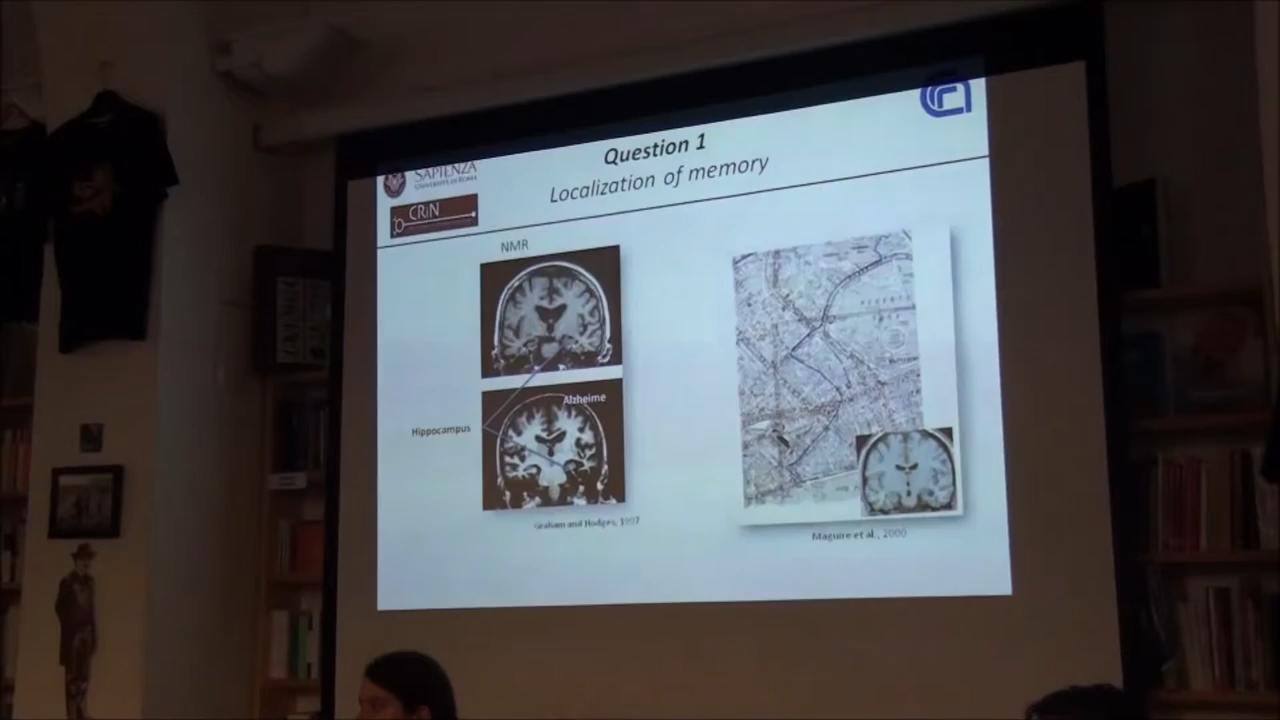 Question 1
Localization of memory
SAPIENZA
UNIVERSITÀ DI ROMA
CRiN
NMR
Alzheime
Hippocampus
Graham and Hodges, 1997
Maguire et al., 2000